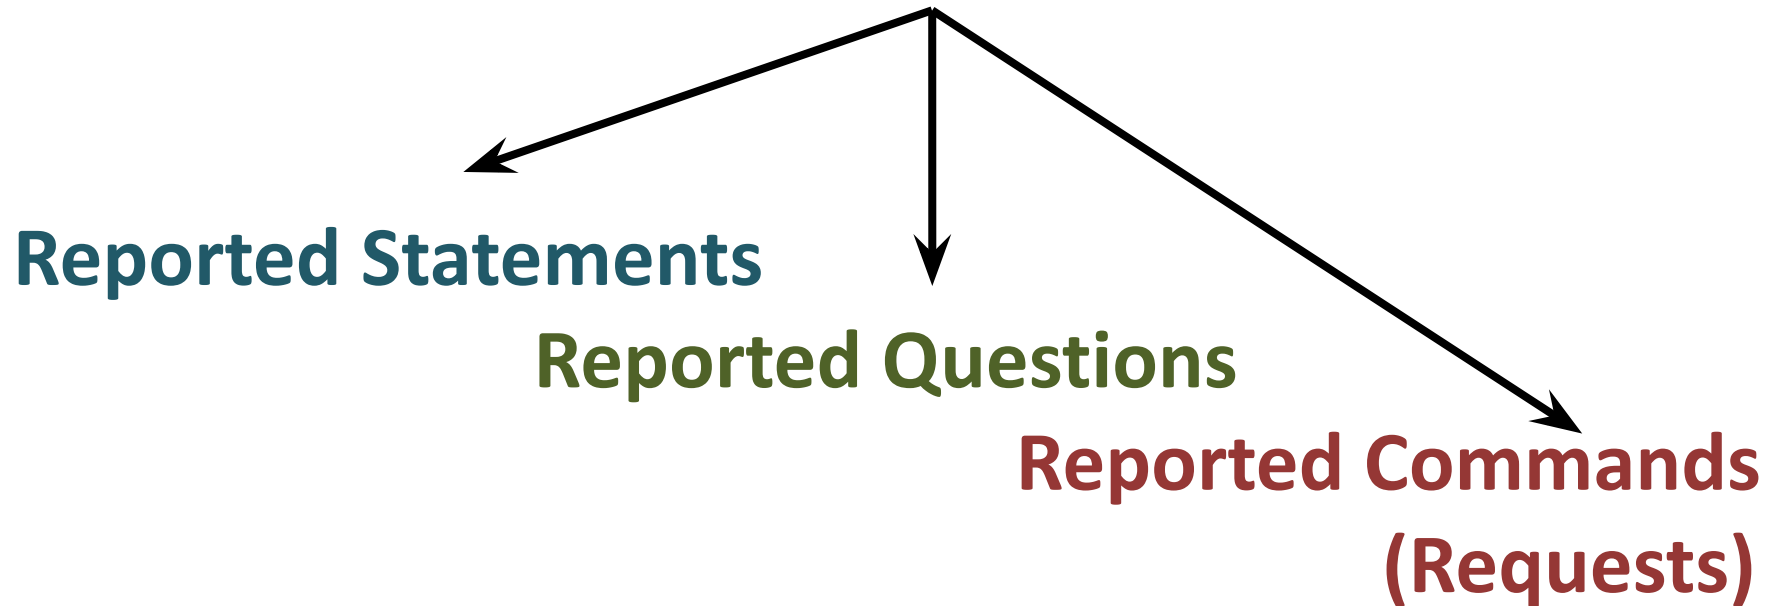 Reported Statements
Reported Questions
Reported Commands
(Requests)